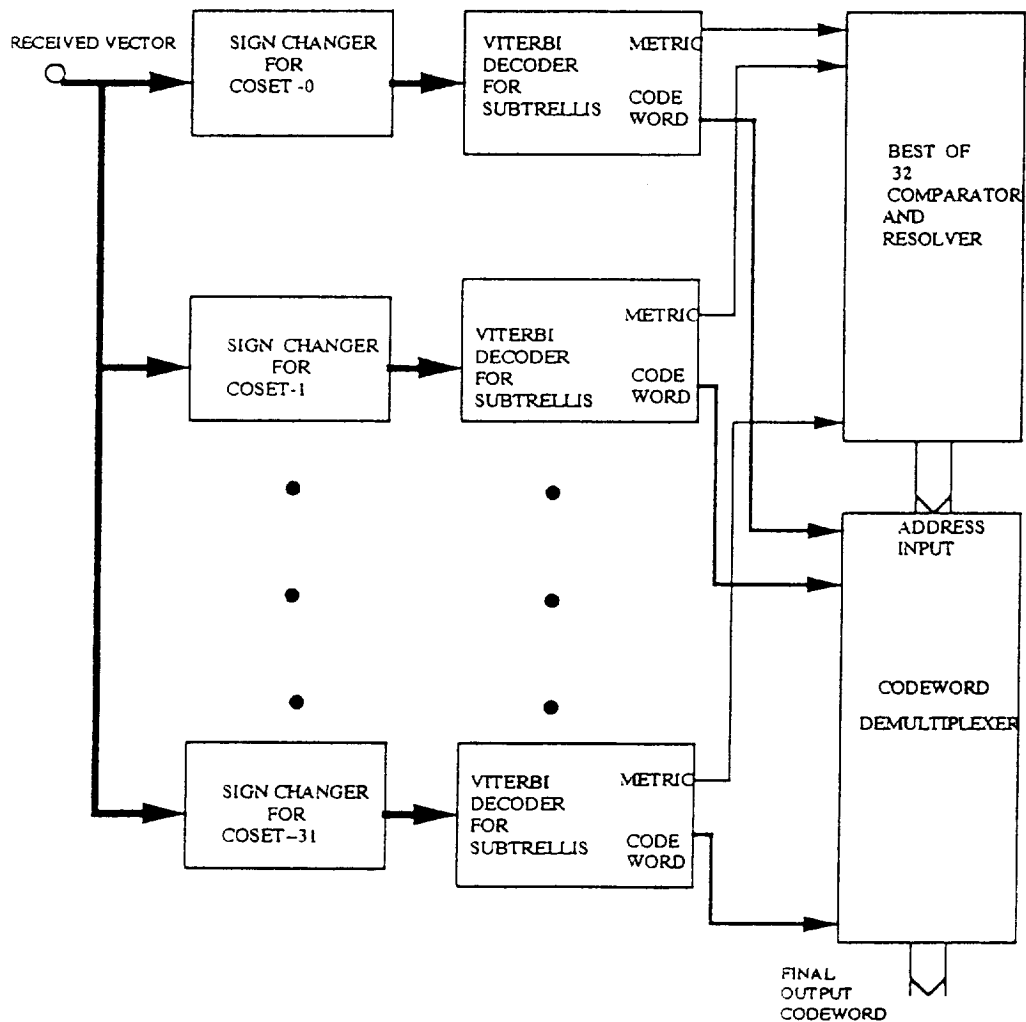 RECEIVED VECTOR
SIGN CHANGER
FOR
COSET -0
VITERBI
DECODER
FOR
SUBTRELLIS
METRIC
CODE
WORD
BEST OF
32
COMPARATOR
AND
RESOLVER
SIGN CHANGER
FOR
COSET-1
VITERBI
DECODER
FOR
SUBTRELLIS
METRIC
CODE
WORD
ADDRESS
INPUT
CODEWORD
DEMULTIPLEXER
SIGN CHANGER
FOR
COSET-31
VITERBI
DECODER
FOR
SUBTRELLIS
METRIC
CODE
WORD
FINAL
OUTPUT
CODEWORD